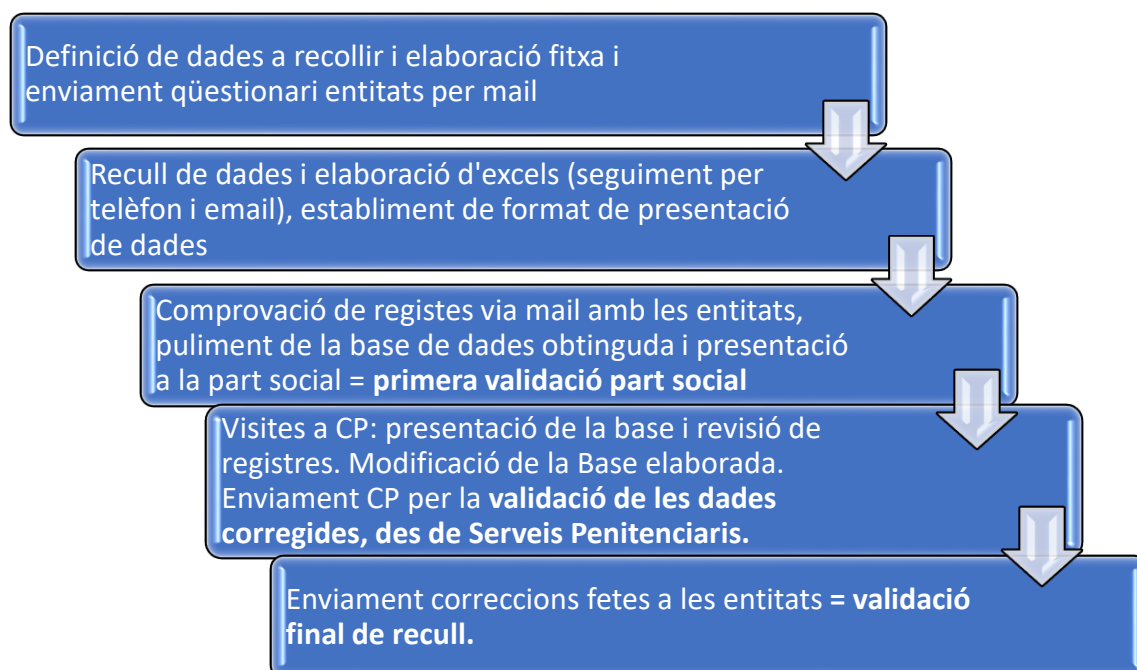 Definició de dades a recollir i elaboració fitxa i
enviament qüestionari entitats per mail
Recull de dades i elaboració d'excels (seguiment per
telèfon i email), establiment de format de presentació
de dades
Comprovació de registes via mail amb les entitats,
puliment de la base de dades obtinguda i presentació
a la part social = primera validació part social
Visites a CP: presentació de la base i revisió de
registres. Modificació de la Base elaborada.
Enviament CP per la validació de les dades
corregides, des de Serveis Penitenciaris.
Enviament correccions fetes a les entitats = validació
final de recull.